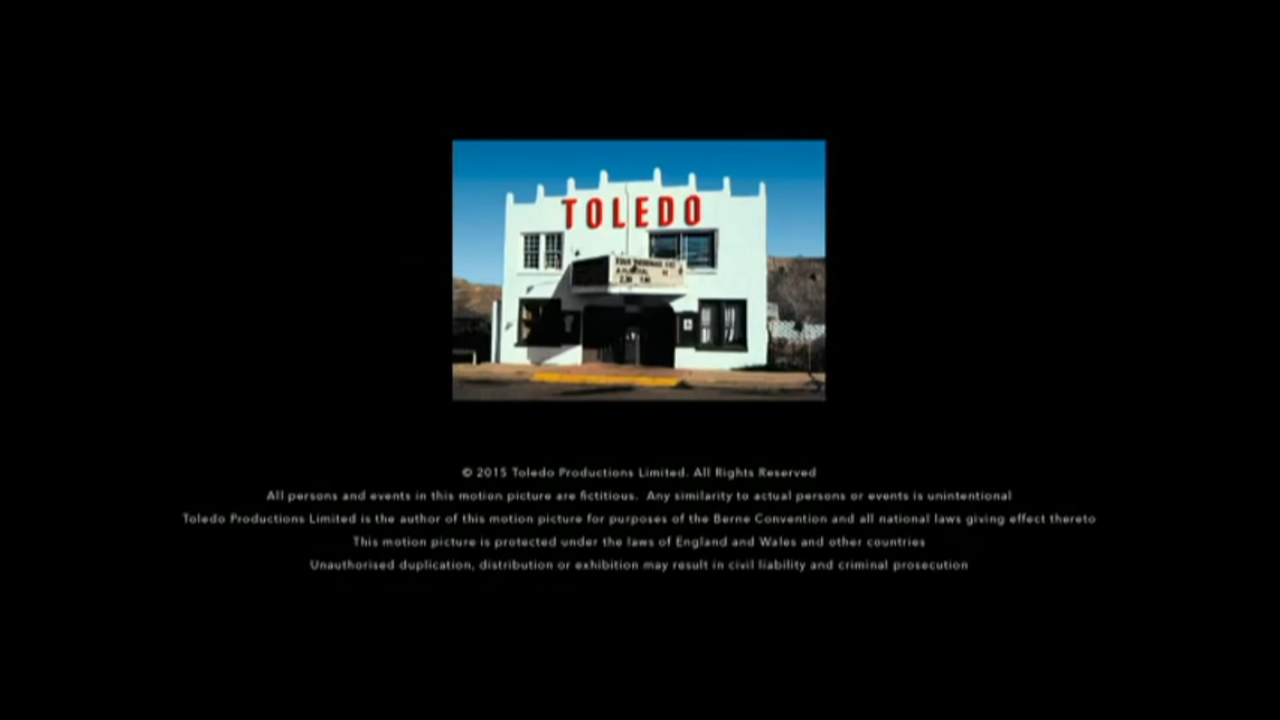 TOLEDO
© 2015 Toledo Productions Limited. All Rights Reserved
All persons and events in this motion picture are fictitious.  Any similarity to actual persons or events is unintentional
Toledo Productions Limited is the author of this motion picture for purposes of the Berne Convention and all national laws giving effect thereto
This motion picture is protected under the laws of England and Wales and other countries
Unauthorised duplication, distribution or exhibition may result in civil liability and criminal prosecution